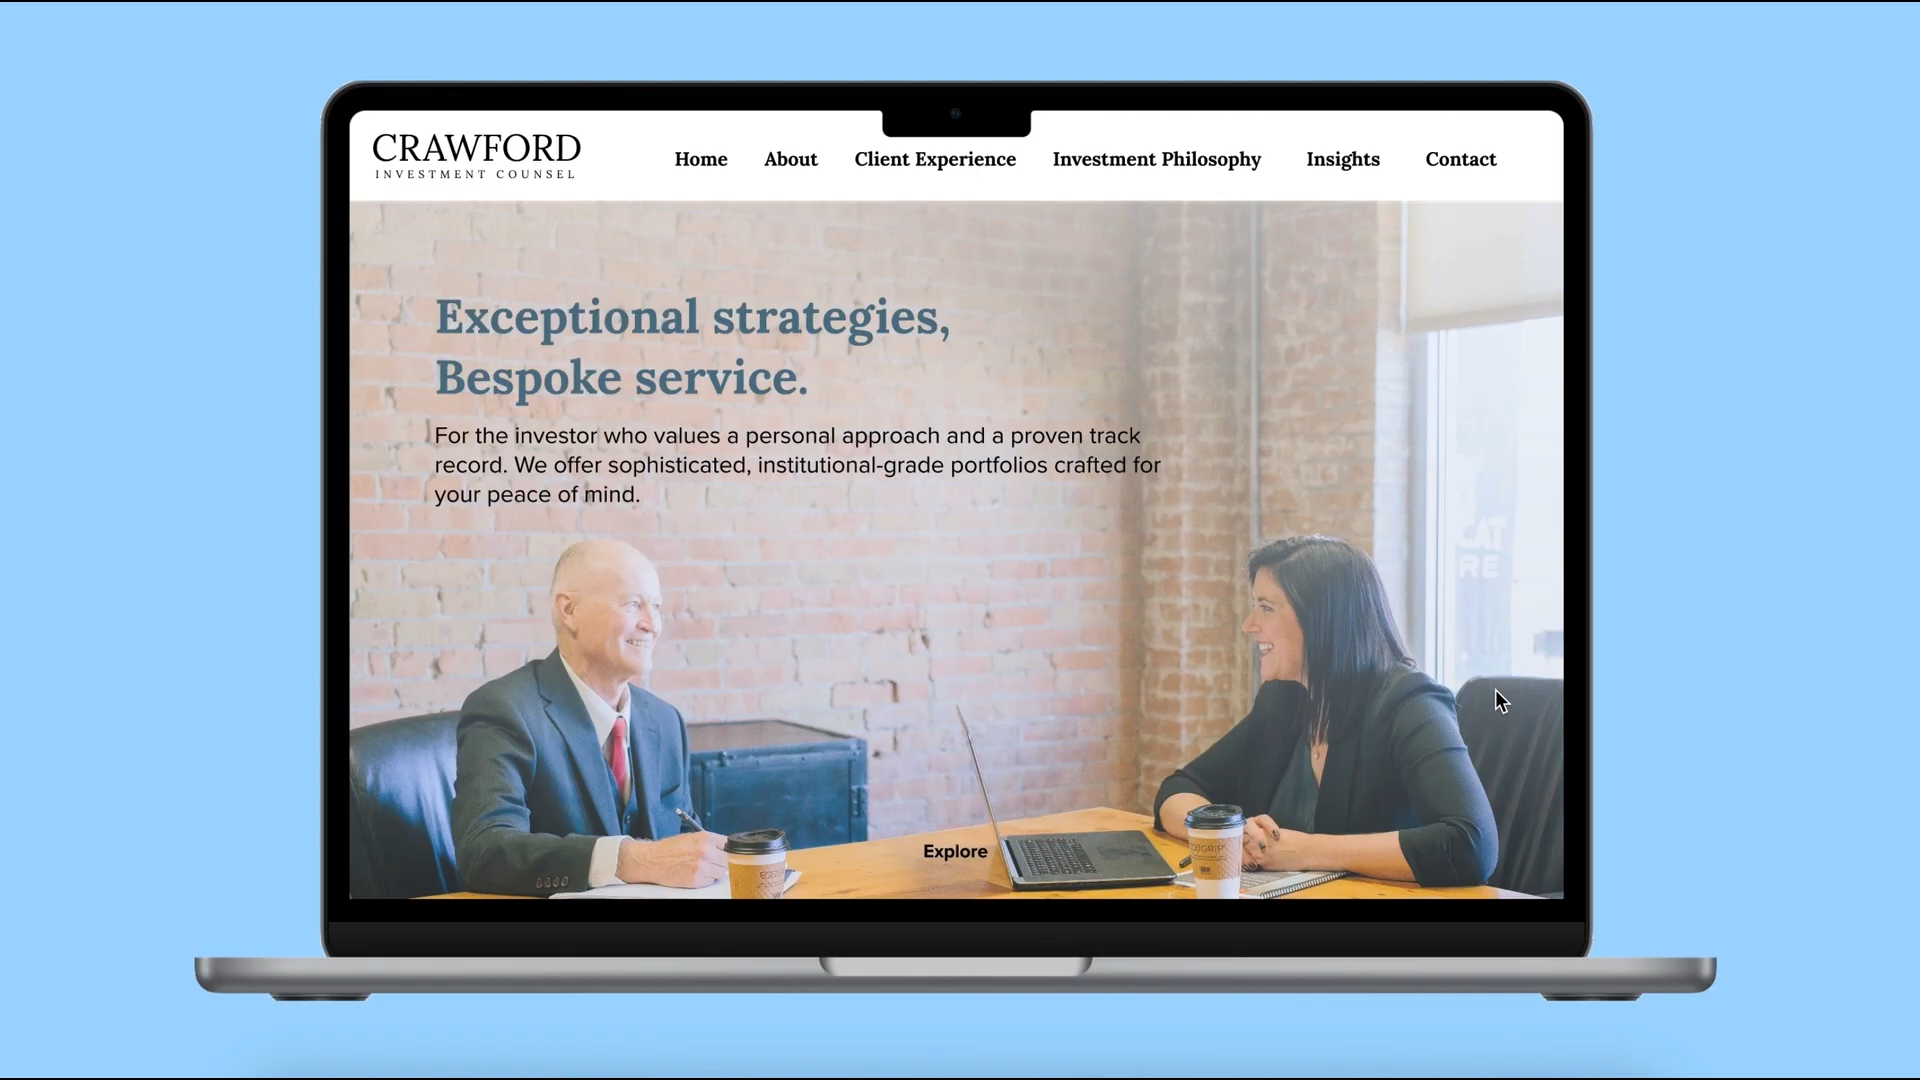 CRAWFORD
INVESTMENT COUNSEL
Home About Client Experience Investment Philosophy Insights Contact
Exceptional strategies,
Bespoke service.
For the investor who values a personal approach and a proven track
record. We offer sophisticated, institutional-grade portfolios crafted for
your peace of mind.
Explore